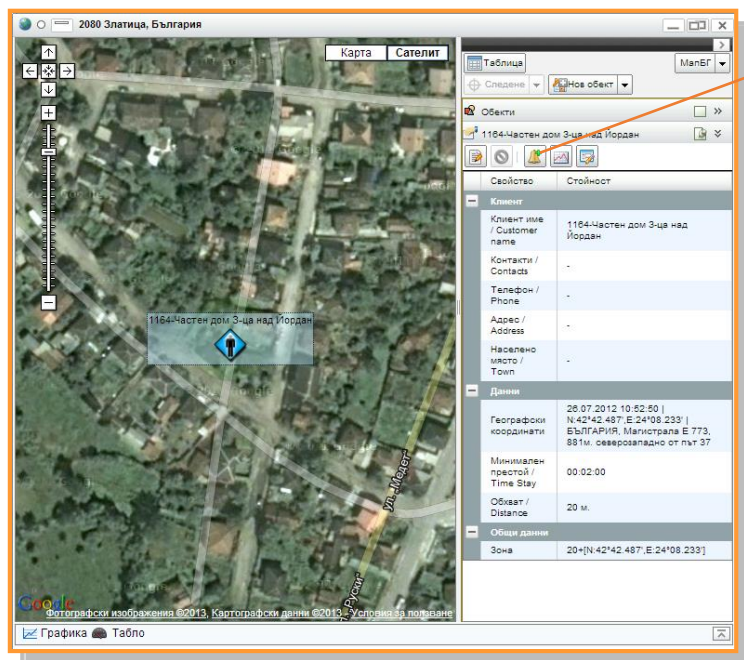 2080 Златица, България
Карта Сателит
Таблица МапБГ
Следене Нов обект
Обекти
1164-Частен дом З-ца над Йордан
Свойство Стойност
Клиент
Клиент име / Customer name
1164-Частен дом З-ца над Йордан
Контакти / Contacts
-
Телефон / Phone
-
Адрес / Address
-
Населено място / Town
-
Данни
Географски координати
26.07.2012 10:52:50 |
N:42°42.487',E:24°08.233' |
БЪЛГАРИЯ, Магистрала E 773,
881м. северозападно от път 37
Минимален престой / Time Stay
00:02:00
Обхват / Distance
20 м.
Общи данни
Зона
20+[N:42°42.487',E:24°08.233']
1164-Частен дом З-ца над Йордан
ул. „Медет“
ул. „Руски“
Google
Фотографски изображения ©2013, Картографски данни ©2013 - Условия за ползване
Графика Табло